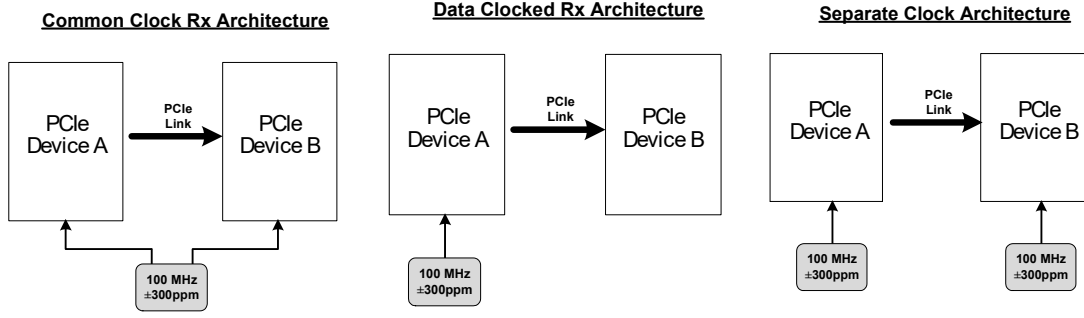 Common Clock Rx Architecture
PCIe
Device A
PCIe
Link
PCIe
Device B
100 MHz
±300ppm
Data Clocked Rx Architecture
PCIe
Device A
PCIe
Link
PCIe
Device B
100 MHz
±300ppm
Separate Clock Architecture
PCIe
Device A
PCIe
Link
PCIe
Device B
100 MHz
±300ppm
100 MHz
±300ppm